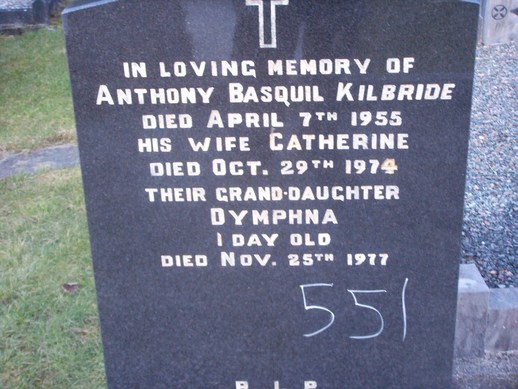 IN LOVING MEMORY OF
ANTHONY BASQUIL KILBRIDE
DIED APRIL 7TH 1955
HIS WIFE CATHERINE
DIED OCT. 29TH 1974
THEIR GRAND-DAUGHTER
DYMPHNA
1 DAY OLD
DIED NOV. 25TH 1977
551
R.I.P.